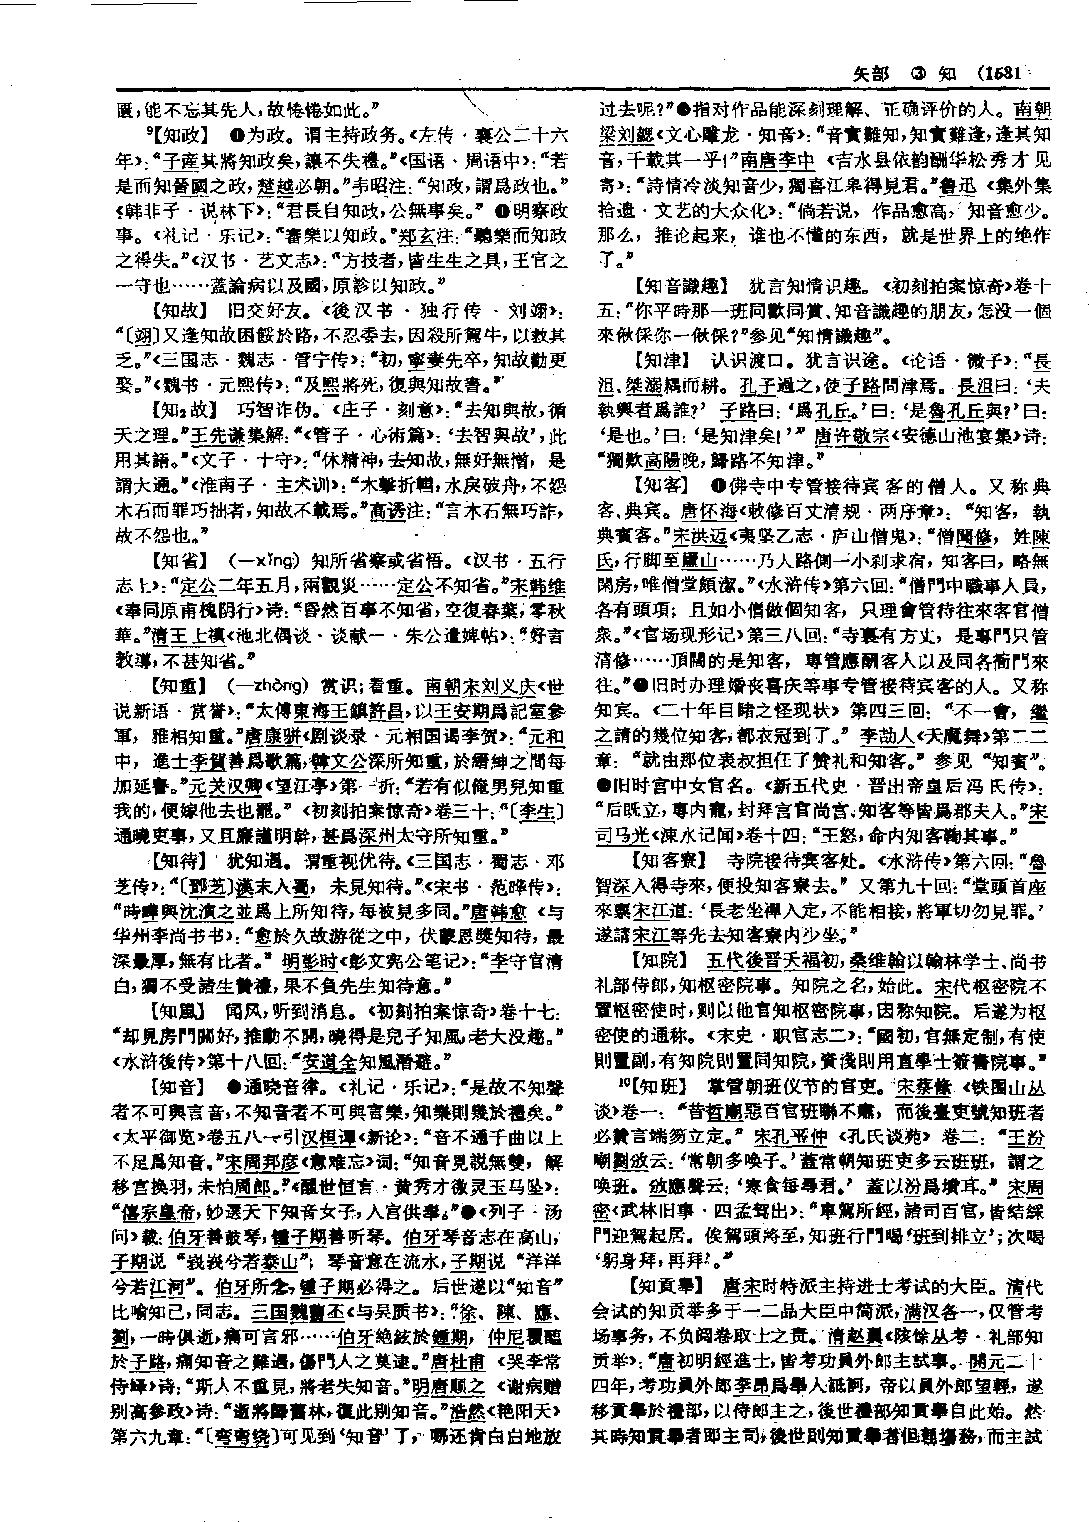 矢部 ③ 知 (1531
匱，能不忘其先人，故惓惓如此。”
⁹【知政】 ❶为政。谓主持政务。《左传·襄公二十六
年》：“子産其將知政矣，讓不失禮。”《国语·周语中》：“若
是而知晉國之政，楚越必朝。”韦昭注：“知政，謂爲政也。”
《韩非子·说林下》：“君長自知政，公無事矣。” ❷明察政
事。《礼记·乐记》：“審樂以知政。”郑玄注：“聽樂而知政
之得失。”《汉书·艺文志》：“方技者，皆生生之具，王官之
一守也……蓋論病以及國，原診以知政。”
【知故】 旧交好友。《後汉书·独行传·刘翊》：
“〔翊〕又逢知故困餒於路，不忍委去，因殺所駕牛，以救其
乏。”《三国志·魏志·管宁传》：“初，寧妻先卒，知故勸更
娶。”《魏书·元熙传》：“及熙將死，復與知故書。”
【知₂故】 巧智诈伪。《庄子·刻意》：“去知與故，循
天之理。”王先谦集解：“《管子·心術篇》：‘去智與故’，此
用其語。”《文子·十守》：“休精神，去知故，無好無憎，是
謂大通。”《淮南子·主术训》：“木擊折轊，水戾破舟，不怨
木石而罪巧拙者，知故不載焉。”高诱注：“言木石無巧詐，
故不怨也。”
【知省】 (—xǐng) 知所省察或省悟。《汉书·五行
志上》：“定公二年五月，兩觀災……定公不知省。”宋韩维
《奉同原甫槐阴行》诗：“昏然百事不知省，空復春葉，零秋
華。”清王士禛《池北偶谈·谈献一·朱公遗婢帖》：“好言
教導，不甚知省。”
【知重】 (—zhòng) 赏识；看重。南朝宋刘义庆《世
说新语·赏誉》：“太傅東海王鎮許昌，以王安期爲記室參
軍，雅相知重。”唐康骈《剧谈录·元相国谒李贺》：“元和
中，進士李賀善爲歌篇，韓文公深所知重，於縉紳之間每
加延譽。”元关汉卿《望江亭》第一折：“若有似俺男兒知重
我的，便嫁他去也罷。”《初刻拍案惊奇》卷三十：“〔李生〕
通曉吏事，又且廉謹明幹，甚爲深州太守所知重。”
【知待】 犹知遇。谓重视优待。《三国志·蜀志·邓
芝传》：“〔鄧芝〕漢末入蜀，未見知待。”《宋书·范晔传》：
“時曄與沈演之並爲上所知待，每被見多同。”唐韩愈《与
华州李尚书书》：“愈於久故游從之中，伏蒙恩獎知待，最
深最厚，無有比者。” 明彭时《彭文宪公笔记》：“李守官清
白，獨不受諸生贄禮，果不負先生知待意。”
【知風】 闻风，听到消息。《初刻拍案惊奇》卷十七：
“却見房門關好，推動不開，曉得是兒子知風，老大没趣。”
《水浒後传》第十八回：“安道全知風潛避。”
【知音】 ❶通晓音律。《礼记·乐记》：“是故不知聲
者不可與言音，不知音者不可與言樂，知樂則幾於禮矣。”
《太平御览》卷五八一引汉桓谭《新论》：“音不通千曲以上
不足爲知音。”宋周邦彦《意难忘》词：“知音見説無雙，解
移宫换羽，未怕周郎。”《醒世恒言·黄秀才徼灵玉马坠》：
“僖宗皇帝，妙選天下知音女子，入宫供奉。”❷《列子·汤
问》载：伯牙善鼓琴，鍾子期善听琴。伯牙琴音志在高山，
子期说“峩峩兮若泰山”；琴音意在流水，子期说“洋洋
兮若江河”。伯牙所念，鍾子期必得之。后世遂以“知音”
比喻知己，同志。三国魏曹丕《与吴质书》：“徐、陳、應、
劉，一時俱逝，痛可言邪……伯牙絶絃於鍾期，仲尼覆醢
於子路，痛知音之難遇，傷門人之莫逮。”唐杜甫《哭李常
侍峄》诗：“斯人不重見，將老失知音。”明唐顺之《谢病赠
别高参政》诗：“逝將歸舊林，復此别知音。”浩然《艳阳天》
第六九章：“〔弯弯绕〕可见到‘知音’了，哪还肯白白地放
过去呢？”❸指对作品能深刻理解、正确评价的人。南朝
梁刘勰《文心雕龙·知音》：“音實難知，知實難逢，逢其知
音，千載其一乎！”南唐李中《吉水县依韵酬华松秀才见
寄》：“詩情冷淡知音少，獨喜江皋得見君。”鲁迅《集外集
拾遗·文艺的大众化》：“倘若说，作品愈高，知音愈少。
那么，推论起来，谁也不懂的东西，就是世界上的绝作
了。”
【知音識趣】 犹言知情识趣。《初刻拍案惊奇》卷十
五：“你平時那一班同歡同賞、知音識趣的朋友，怎没一個
來倸你一倸？”参见“知情識趣”。
【知津】 认识渡口。犹言识途。《论语·微子》：“長
沮、桀溺耦而耕。孔子過之，使子路問津焉。長沮曰：‘夫
執輿者爲誰？’子路曰：‘爲孔丘。’曰：‘是魯孔丘與？’曰：
‘是也。’曰：‘是知津矣！’” 唐许敬宗《安德山池宴集》诗：
“獨歎高陽晚，歸路不知津。”
【知客】 ❶佛寺中专管接待宾客的僧人。又称典
客、典宾。唐怀海《敕修百丈清规·两序章》：“知客，執
典賓客。”宋洪迈《夷坚乙志·庐山僧鬼》：“僧聞修，姓陳
氏，行脚至廬山……乃入路側一小刹求宿，知客曰，略無
閑房，唯僧堂頗潔。”《水浒传》第六回：“僧門中職事人員，
各有頭項；且如小僧做個知客，只理會管待往來客官僧
衆。”《官场现形记》第三八回：“寺裏有方丈，是專門只管
清修……頂闊的是知客，專管應酬客人以及同各衙門來
往。”❷旧时办理婚丧喜庆等事专管接待宾客的人。又称
知宾。《二十年目睹之怪现状》第四三回：“不一會，繼
之請的幾位知客，都衣冠到了。” 李劼人《天魔舞》第二二
章：“就由那位表叔担任了赞礼和知客。”参见“知賓”。
❸旧时宫中女官名。《新五代史·晋出帝皇后冯氏传》：
“后既立，專内寵，封拜宫官尚宫、知客等皆爲郡夫人。”宋
司马光《涑水记闻》卷十四：“王怒，命内知客鞠其事。”
【知客寮】 寺院接待宾客处。《水浒传》第六回：“魯
智深入得寺來，便投知客寮去。”又第九十回：“堂頭首座
來禀宋江道：‘長老坐禪入定，不能相接，將軍切勿見罪。’
遂請宋江等先去知客寮内少坐。”
【知院】 五代後晋天福初，桑维翰以翰林学士、尚书
礼部侍郎，知枢密院事。知院之名，始此。宋代枢密院不
置枢密使时，则以他官知枢密院事，因称知院。后遂为枢
密使的通称。《宋史·职官志二》：“國初，官無定制，有使
則置副，有知院則置同知院，資淺則用直學士簽書院事。”
¹⁰【知班】 掌管朝班仪节的官吏。宋蔡絛《铁围山丛
谈》卷一：“昔哲廟惡百官班聯不肅，而後臺吏號知班者
必贊言端笏立定。” 宋孔平仲《孔氏谈苑》卷二：“王汾
嘲劉攽云：‘常朝多唤子。’蓋常朝知班吏多云班班，謂之
唤班。攽應聲云：‘寒食每尋君。’蓋以汾爲墳耳。” 宋周
密《武林旧事·四孟驾出》：“車駕所經，諸司百官，皆結綵
門迎駕起居。俟駕頭將至，知班行門喝‘班到排立’；次喝
‘躬身拜，再拜’。”
【知貢舉】 唐宋时特派主持进士考试的大臣。清代
会试的知贡举多于一二品大臣中简派，满汉各一，仅管考
场事务，不负阅卷取士之责。清赵翼《陔馀丛考·礼部知
贡举》：“唐初明經進士，皆考功員外郎主試事。開元二十
四年，考功員外郎李昂爲舉人詆訶，帝以員外郎望輕，遂
移貢舉於禮部，以侍郎主之，後世禮部知貢舉自此始。然
其時知貢舉者即主司，後世則知貢舉者但理場務，而主試